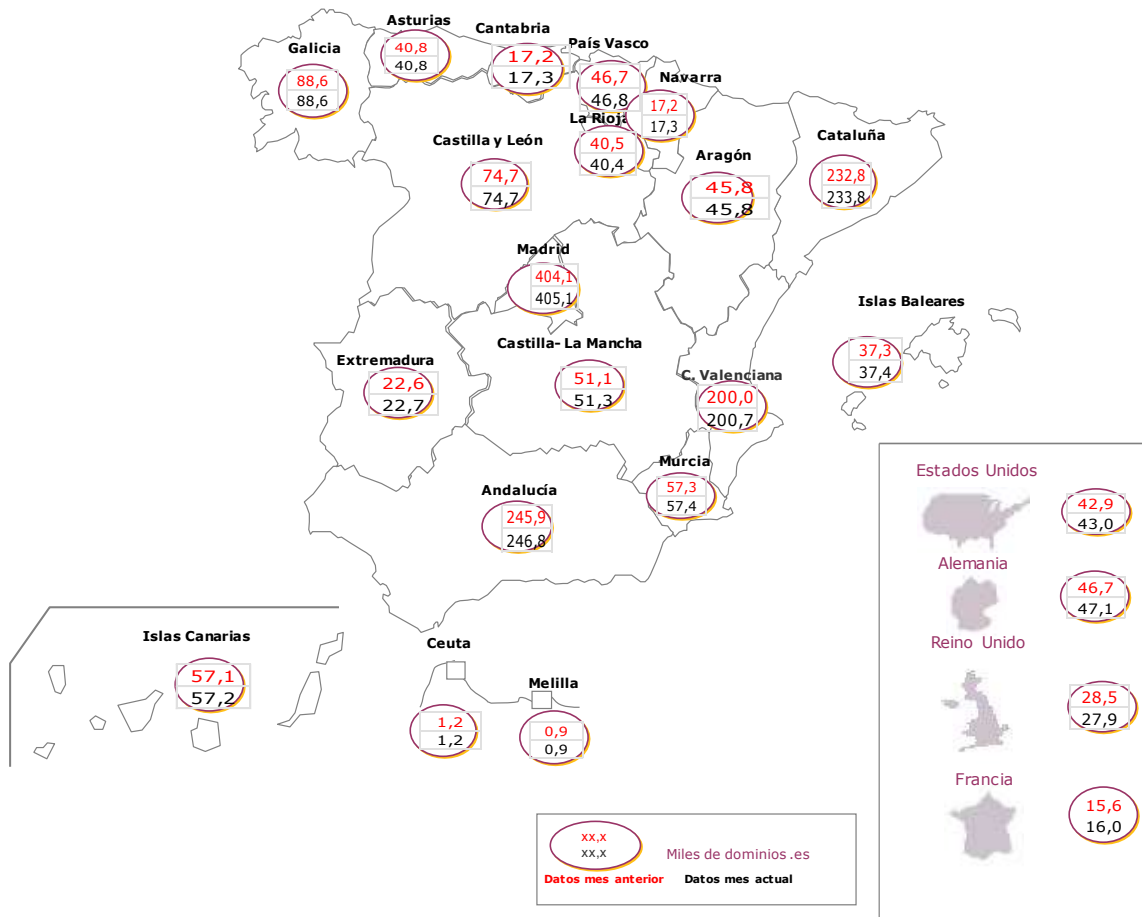 Asturias
40,8
40,8
Cantabria
17,2
17,3
Galicia
88,6
88,6
País Vasco
46,7
46,8
Navarra
17,2
17,3
La Rioja
40,5
40,4
Castilla y León
74,7
74,7
Aragón
45,8
45,8
Cataluña
232,8
233,8
Madrid
404,1
405,1
Islas Baleares
37,3
37,4
Extremadura
22,6
22,7
Castilla- La Mancha
51,1
51,3
C. Valenciana
200,0
200,7
Murcia
57,3
57,4
Andalucía
245,9
246,8
Islas Canarias
57,1
57,2
Ceuta
1,2
1,2
Melilla
0,9
0,9
Estados Unidos
42,9
43,0
Alemania
46,7
47,1
Reino Unido
28,5
27,9
Francia
15,6
16,0
xx,x
xx,x
Miles de dominios .es
Datos mes anterior Datos mes actual